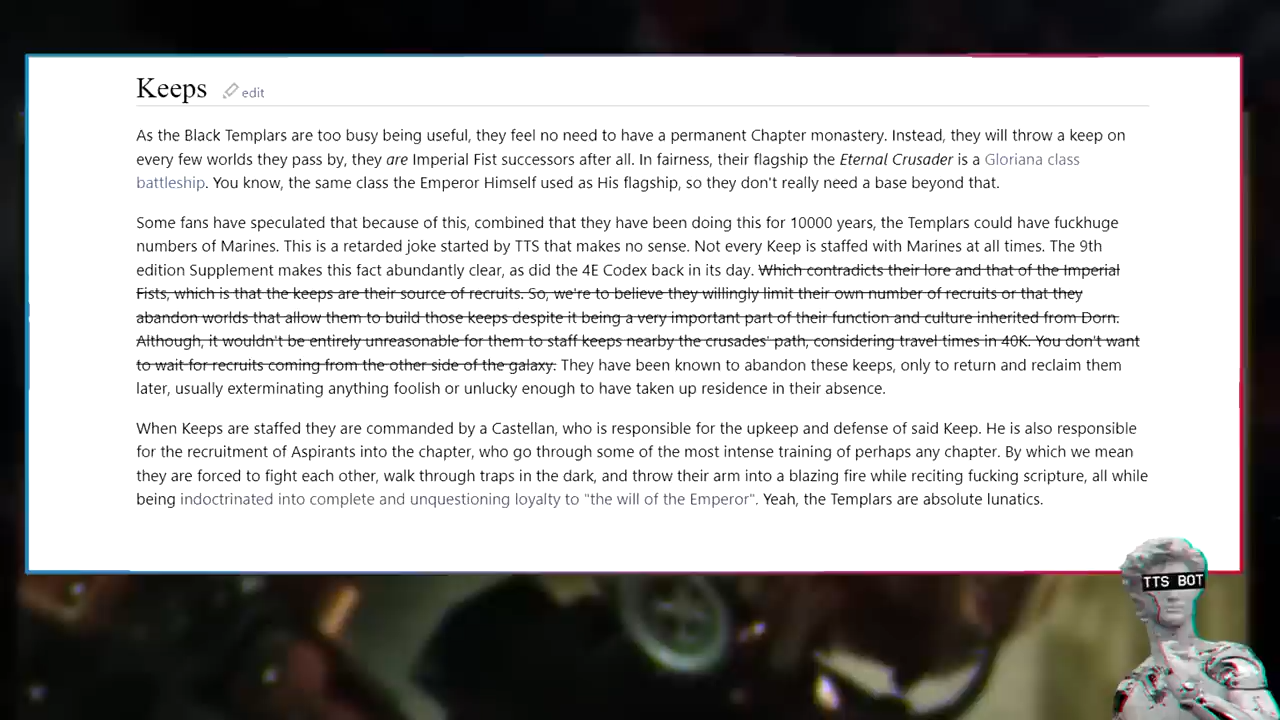 Keeps edit
As the Black Templars are too busy being useful, they feel no need to have a permanent Chapter monastery. Instead, they will throw a keep on
every few worlds they pass by, they are Imperial Fist successors after all. In fairness, their flagship the Eternal Crusader is a Gloriana class
battleship. You know, the same class the Emperor Himself used as His flagship, so they don't really need a base beyond that.
Some fans have speculated that because of this, combined that they have been doing this for 10000 years, the Templars could have fuckhuge
numbers of Marines. This is a retarded joke started by TTS that makes no sense. Not every Keep is staffed with Marines at all times. The 9th
edition Supplement makes this fact abundantly clear, as did the 4E Codex back in its day. Which contradicts their lore and that of the Imperial
Fists, which is that the keeps are their source of recruits. So, we're to believe they willingly limit their own number of recruits or that they
abandon worlds that allow them to build those keeps despite it being a very important part of their function and culture inherited from Dorn.
Although, it wouldn't be entirely unreasonable for them to staff keeps nearby the crusades' path, considering travel times in 40K. You don't want
to wait for recruits coming from the other side of the galaxy. They have been known to abandon these keeps, only to return and reclaim them
later, usually exterminating anything foolish or unlucky enough to have taken up residence in their absence.
When Keeps are staffed they are commanded by a Castellan, who is responsible for the upkeep and defense of said Keep. He is also responsible
for the recruitment of Aspirants into the chapter, who go through some of the most intense training of perhaps any chapter. By which we mean
they are forced to fight each other, walk through traps in the dark, and throw their arm into a blazing fire while reciting fucking scripture, all while
being indoctrinated into complete and unquestioning loyalty to "the will of the Emperor". Yeah, the Templars are absolute lunatics.
TTS BOT